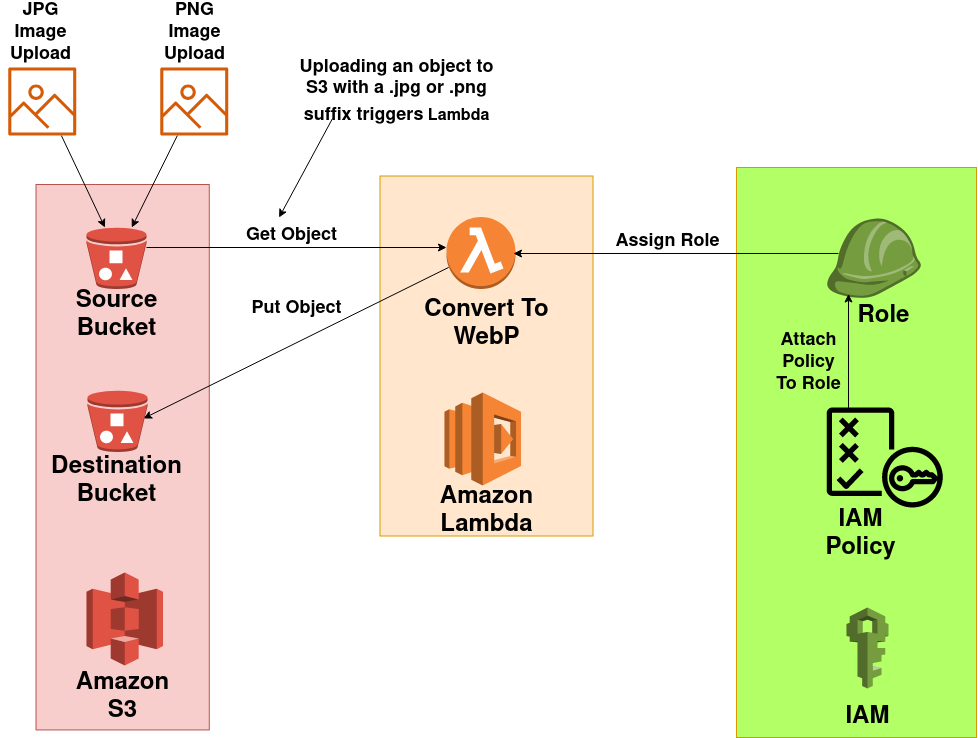 JPG
Image
Upload
PNG
Image
Upload
Uploading an object to
S3 with a .jpg or .png
suffix triggers Lambda
Get Object
Assign Role
Source
Bucket
Put Object
Convert To
WebP
Role
Attach
Policy
To Role
Destination
Bucket
Amazon
Lambda
IAM
Policy
Amazon
S3
IAM